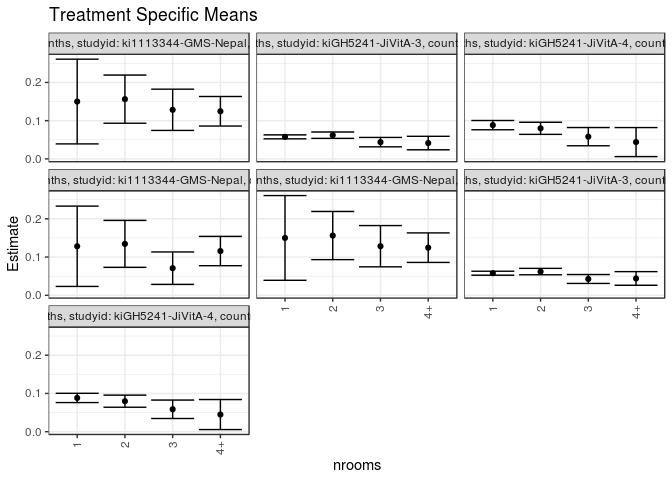 Treatment Specific Means
nths, studyid: ki1113344-GMS-Nepal,
ths, studyid: kiGH5241-JiVitA-3, count
ths, studyid: kiGH5241-JiVitA-4, count
0.2
0.1
0.0
nths, studyid: ki1113344-GMS-Nepal,
nths, studyid: ki1113344-GMS-Nepal,
ths, studyid: kiGH5241-JiVitA-3, count
0.2
0.1
0.0
1
2
3
4+
1
2
3
4+
ths, studyid: kiGH5241-JiVitA-4, count
0.2
0.1
0.0
1
2
3
4+
Estimate
nrooms